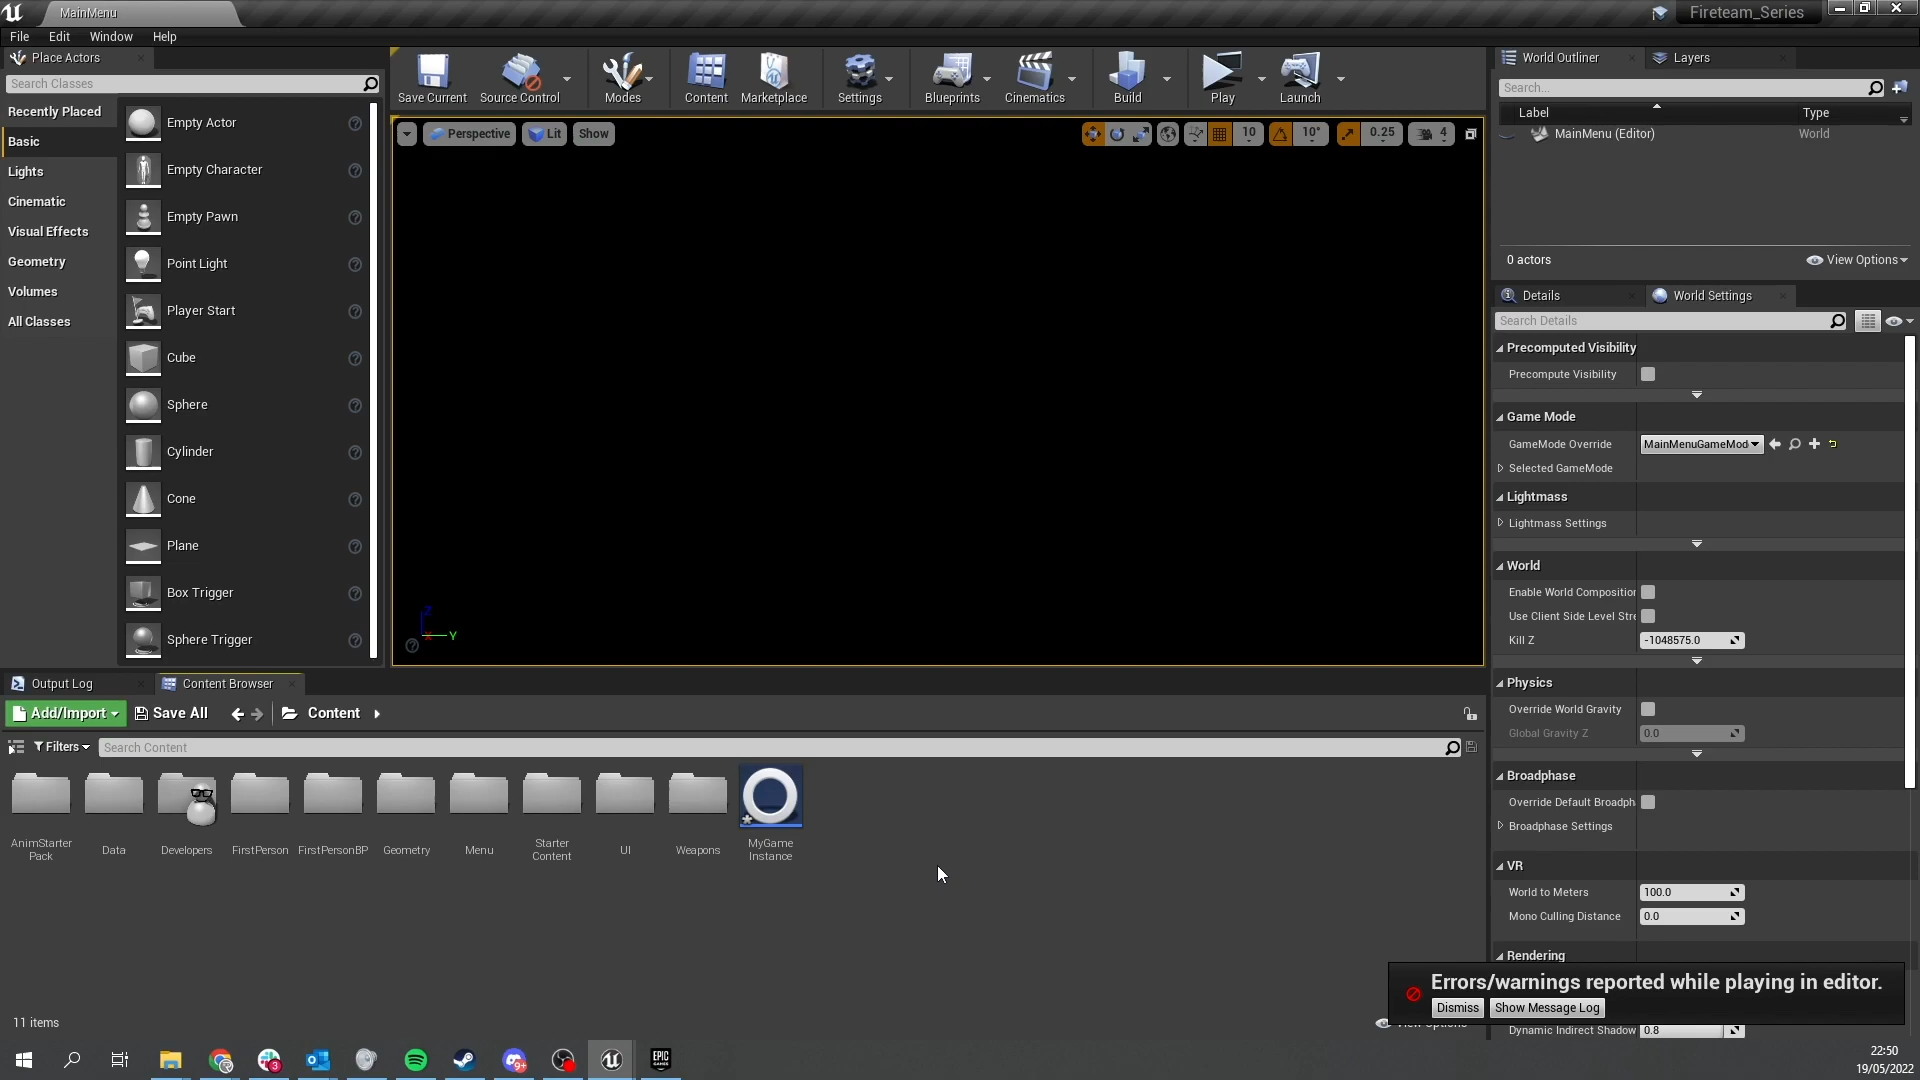 MainMenu
Fireteam_Series
File Edit Window Help
Place Actors
Search Classes
Recently Placed
Basic
Lights
Cinematic
Visual Effects
Geometry
Volumes
All Classes
Empty Actor
Empty Character
Empty Pawn
Point Light
Player Start
Cube
Sphere
Cylinder
Cone
Plane
Box Trigger
Sphere Trigger
Save Current
Source Control
Modes
Content
Marketplace
Settings
Blueprints
Cinematics
Build
Play
Launch
Perspective Lit Show
10 10° 0.25 4
X Y Z
World Outliner Layers
Search...
Label Type
MainMenu (Editor) World
0 actors View Options
Details World Settings
Search Details
Precomputed Visibility
Precompute Visibility
Game Mode
GameMode Override MainMenuGameMod
Selected GameMode
Lightmass
Lightmass Settings
World
Enable World Composition
Use Client Side Level Stre
Kill Z -1048575.0
Physics
Override World Gravity
Global Gravity Z 0.0
Broadphase
Override Default Broadph
Broadphase Settings
VR
World to Meters 100.0
Mono Culling Distance 0.0
Rendering
Errors/warnings reported while playing in editor.
Dismiss Show Message Log
Dynamic Indirect Shadow 0.8
Output Log Content Browser
Add/Import Save All Content
Filters Search Content
AnimStarter
Pack
Data
Developers
FirstPerson
FirstPersonBP
Geometry
Menu
Starter
Content
UI
Weapons
MyGame
Instance
11 items
View Options
3
9+
EPIC
GAMES
22:50
19/05/2022